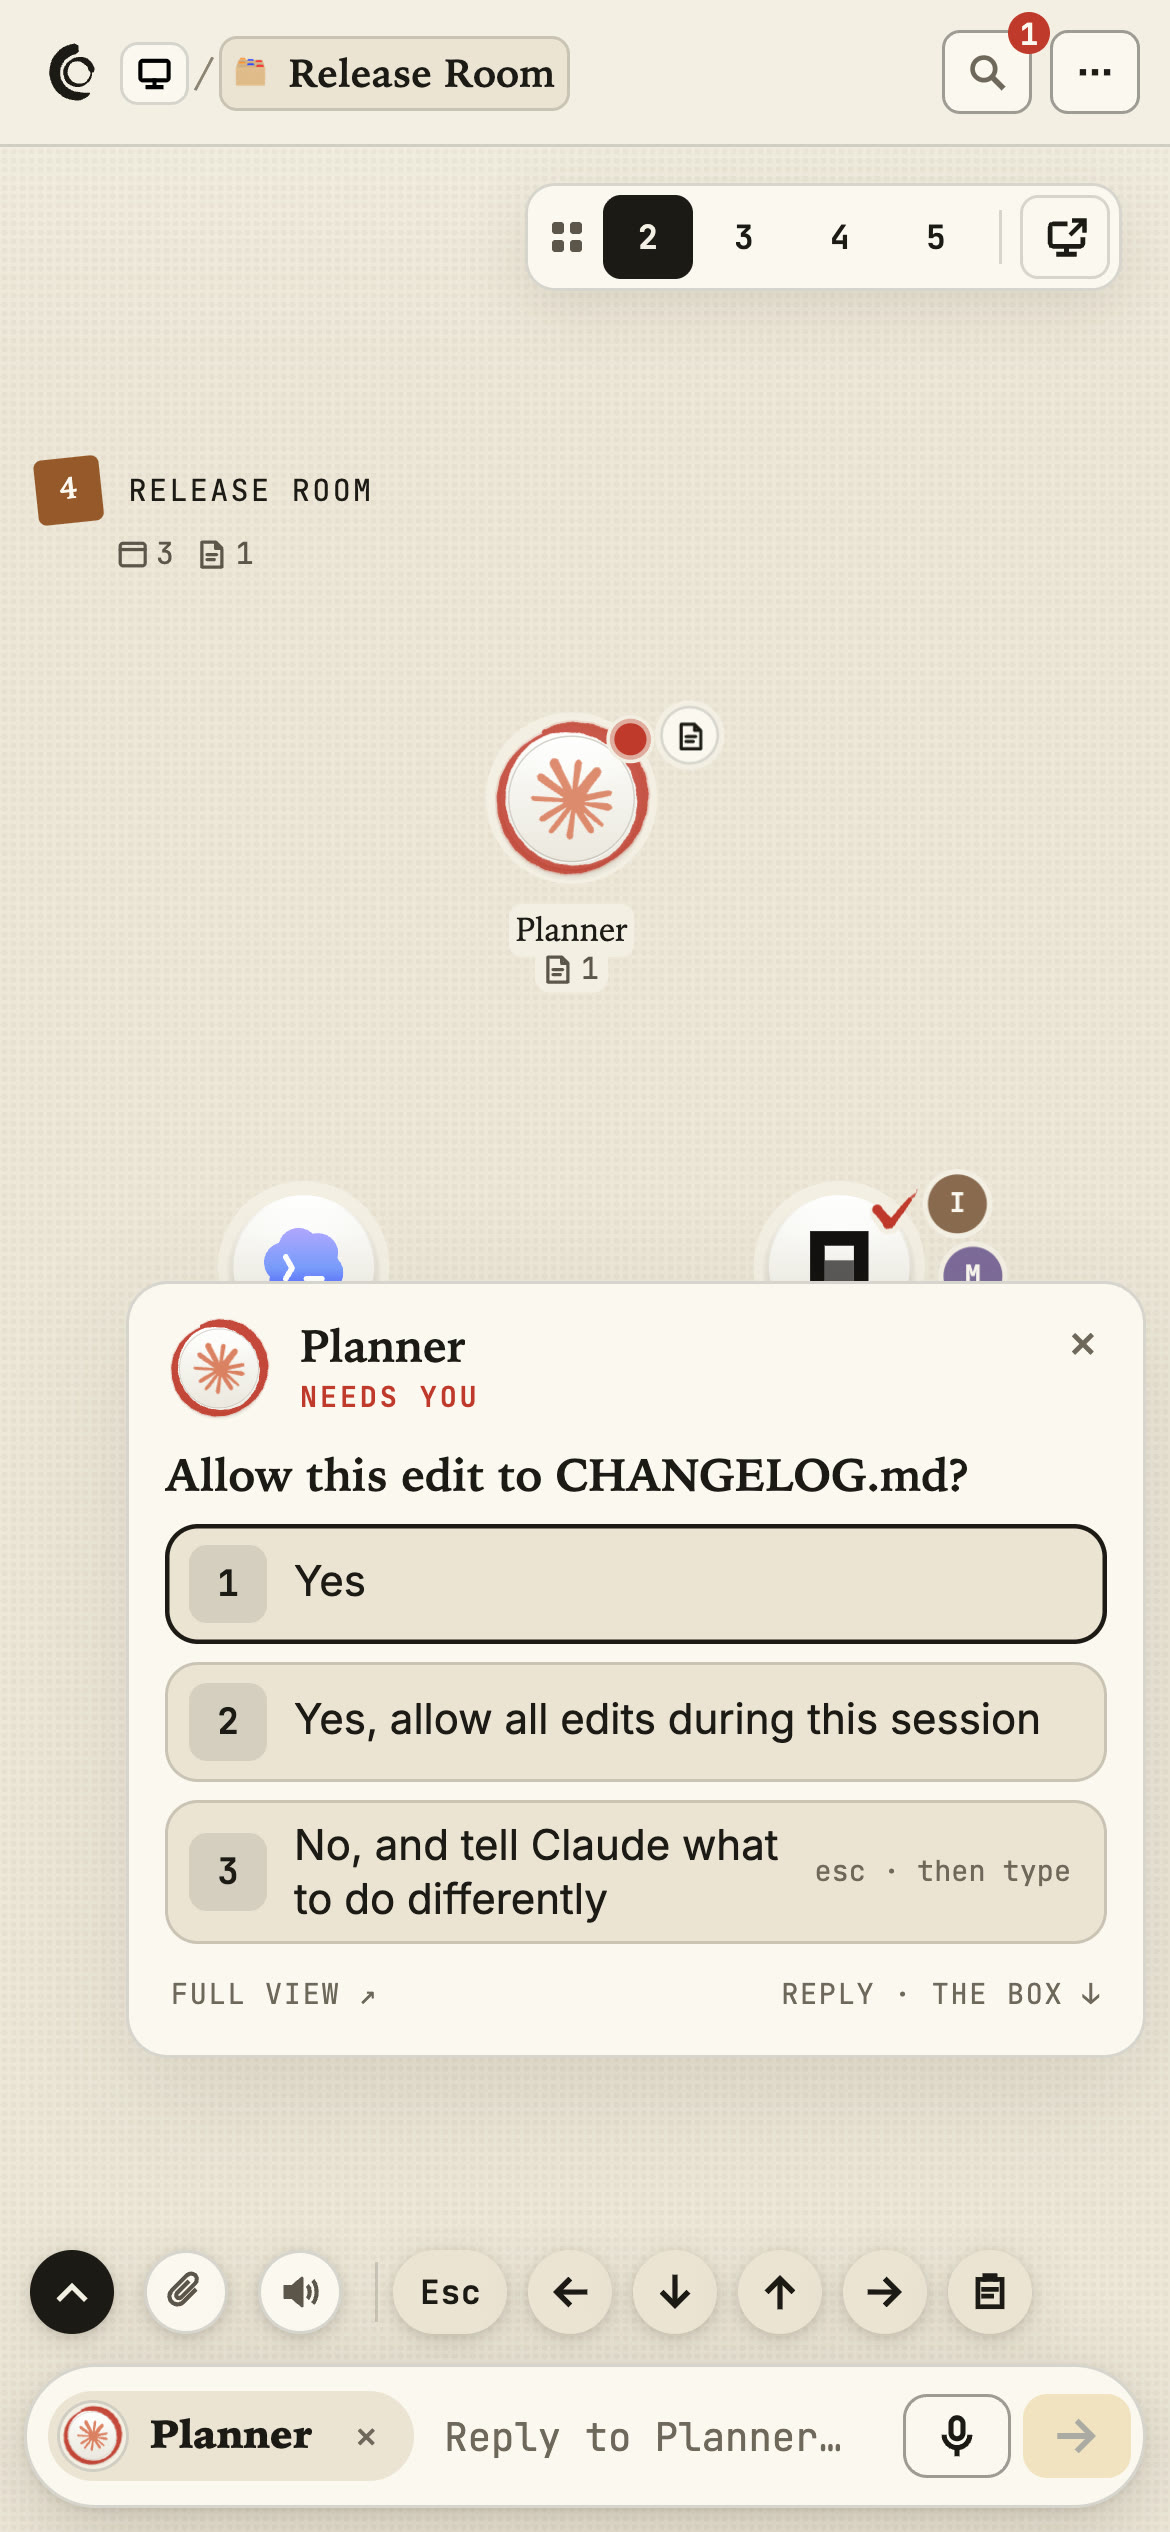 Release Room
1
2 3 4 5
4 RELEASE ROOM
3 1
Planner
1
I
M
Planner
NEEDS YOU
Allow this edit to CHANGELOG.md?
1 Yes
2 Yes, allow all edits during this session
3 No, and tell Claude what
to do differently
esc · then type
FULL VIEW ↗
REPLY · THE BOX ↓
Esc
Planner × Reply to Planner…